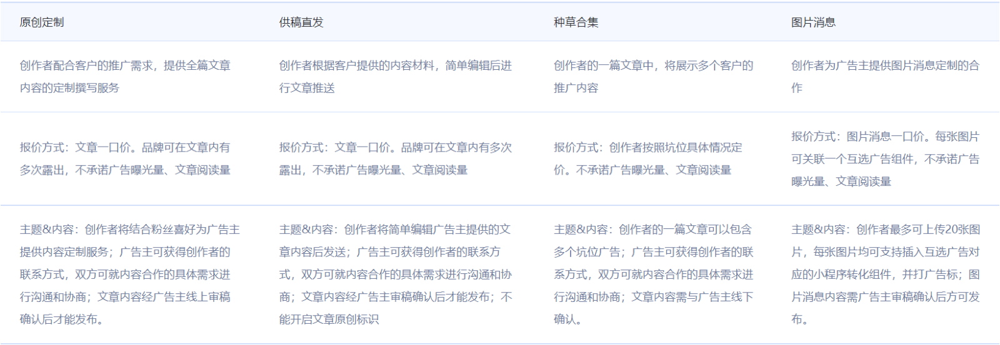 原创定制
供稿直发
种草合集
图片消息
创作者配合客户的推广需求，提供全篇文章
内容的定制撰写服务
创作者根据客户提供的内容材料，简单编辑后进
行文章推送
创作者的一篇文章中，将展示多个客户的
推广内容
创作者为广告主提供图片消息定制的合
作
报价方式：文章一口价。品牌可在文章内有
多次露出，不承诺广告曝光量、文章阅读量
报价方式：文章一口价。品牌可在文章内有多次
露出，不承诺广告曝光量、文章阅读量
报价方式：创作者按照坑位具体情况定
价。不承诺广告曝光量、文章阅读量
报价方式：图片消息一口价。每张图片
可关联一个互选广告组件，不承诺广告
曝光量、文章阅读量
主题&内容：创作者将结合粉丝喜好为广告主
提供内容定制服务；广告主可获得创作者的
联系方式，双方可就内容合作的具体需求进
行沟通和协商；文章内容经广告主线上审稿
确认后才能发布。
主题&内容：创作者将简单编辑广告主提供的文
章内容后发送；广告主可获得创作者的联系方
式，双方可就内容合作的具体需求进行沟通和协
商；文章内容经广告主审稿确认后才能发布；不
能开启文章原创标识
主题&内容：创作者的一篇文章可以包含
多个坑位广告；广告主可获得创作者的联
系方式，双方可就内容合作的具体需求进
行沟通和协商；文章内容需与广告主线下
确认。
主题&内容：创作者最多可上传20张图
片，每张图片均可支持插入互选广告对
应的小程序转化组件，并打广告标；图
片消息内容需广告主审稿确认后方可发
布。